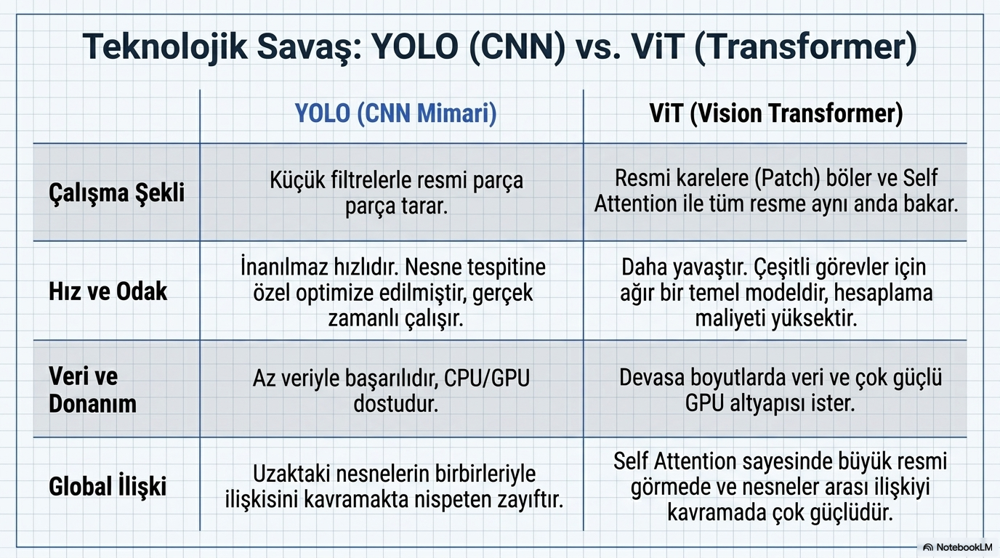 Teknolojik Savaş: YOLO (CNN) vs. ViT (Transformer)
YOLO (CNN Mimari)
ViT (Vision Transformer)
Çalışma Şekli
Küçük filtrelerle resmi parça
parça tarar.
Resmi karelere (Patch) böler ve Self
Attention ile tüm resme aynı anda bakar.
Hız ve Odak
İnanılmaz hızlıdır. Nesne tespitine
özel optimize edilmiştir, gerçek
zamanlı çalışır.
Daha yavaştır. Çeşitli görevler için
ağır bir temel modeldir, hesaplama
maliyeti yüksektir.
Veri ve
Donanım
Az veriyle başarılıdır, CPU/GPU
dostudur.
Devasa boyutlarda veri ve çok güçlü
GPU altyapısı ister.
Global İlişki
Uzaktaki nesnelerin birbirleriyle
ilişkisini kavramakta nispeten zayıftır.
Self Attention sayesinde büyük resmi
görmede ve nesneler arası ilişkiyi
kavramada çok güçlüdür.
NotebookLM